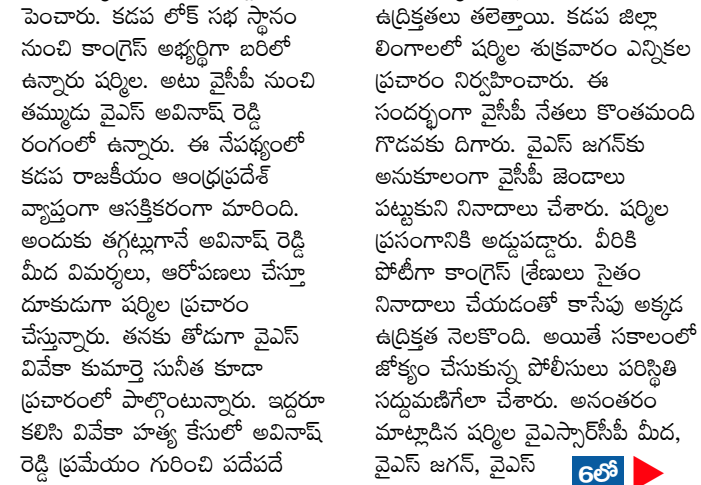 పెంచారు. కడప లోక్ సభ స్థానం
నుంచి కాంగ్రెస్ అభ్యర్థిగా బరిలో
ఉన్నారు షర్మిల. అటు వైసీపీ నుంచి
తమ్ముడు వైఎస్ అవినాష్ రెడ్డి
రంగంలో ఉన్నారు. ఈ నేపథ్యంలో
కడప రాజకీయం ఆంధ్రప్రదేశ్
వ్యాప్తంగా ఆసక్తికరంగా మారింది.
అందుకు తగ్గట్లుగానే అవినాష్ రెడ్డి
మీద విమర్శలు, ఆరోపణలు చేస్తూ
దూకుడుగా షర్మిల ప్రచారం
చేస్తున్నారు. తనకు తోడుగా వైఎస్
వివేకా కుమార్తె సునీత కూడా
ప్రచారంలో పాల్గొంటున్నారు. ఇద్దరూ
కలిసి వివేకా హత్య కేసులో అవినాష్
రెడ్డి ప్రమేయం గురించి పదేపదే
ఉద్రిక్తతలు తలెత్తాయి. కడప జిల్లా
లింగాలలో షర్మిల శుక్రవారం ఎన్నికల
ప్రచారం నిర్వహించారు. ఈ
సందర్భంగా వైసీపీ నేతలు కొంతమంది
గొడవకు దిగారు. వైఎస్ జగన్‌కు
అనుకూలంగా వైసీపీ జెండాలు
పట్టుకుని నినాదాలు చేశారు. షర్మిల
ప్రసంగానికి అడ్డుపడ్డారు. వీరికి
పోటీగా కాంగ్రెస్ శ్రేణులు సైతం
నినాదాలు చేయడంతో కాసేపు అక్కడ
ఉద్రిక్తత నెలకొంది. అయితే సకాలంలో
జోక్యం చేసుకున్న పోలీసులు పరిస్థితి
సద్దుమణిగేలా చేశారు. అనంతరం
మాట్లాడిన షర్మిల వైఎస్సార్‌సీపీ మీద,
వైఎస్ జగన్, వైఎస్
6లో